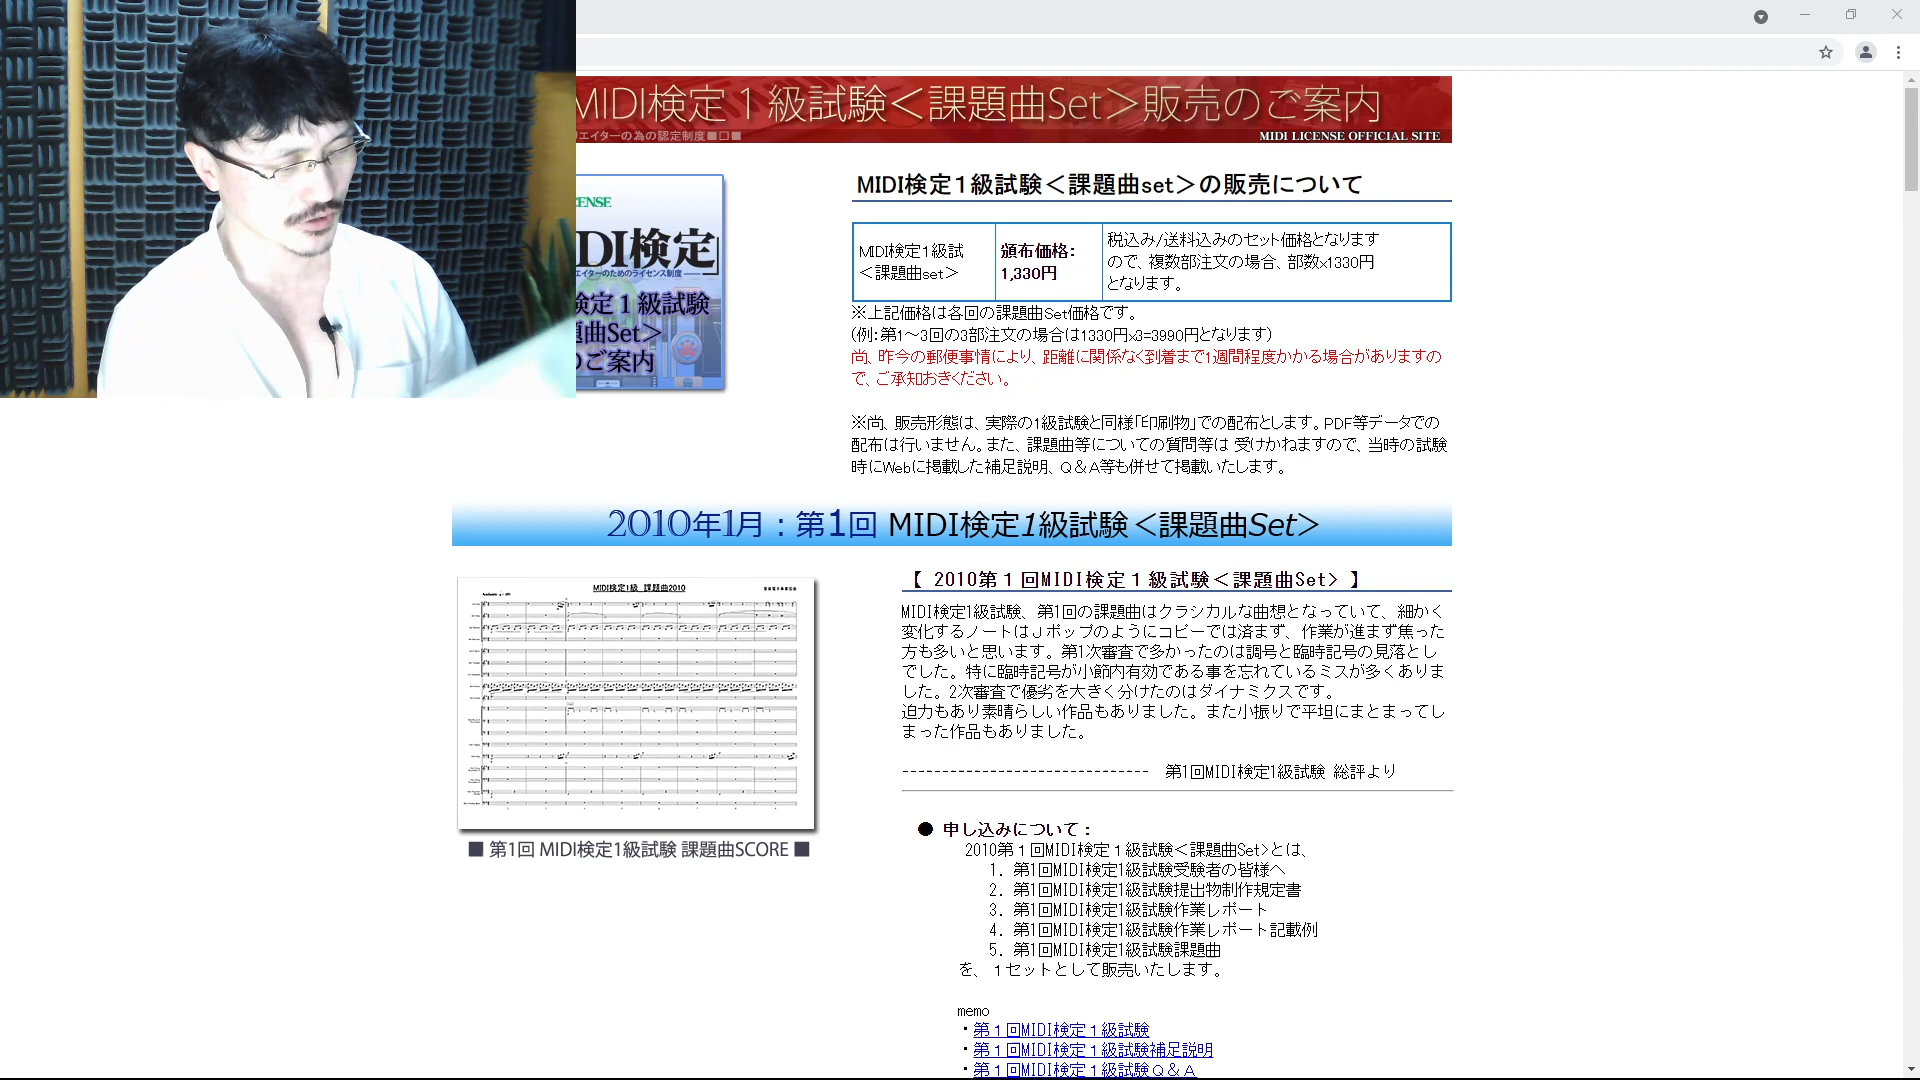 MIDI検定１級試験＜課題曲Set＞販売のご案内
エイターの為の認定制度■□■
MIDI LICENSE OFFICIAL SITE
ENSE
DI検定」
エイターのためのライセンス制度
検定１級試験
題曲Set＞
のご案内
MIDI検定１級試験＜課題曲set＞の販売について
MIDI検定1級試
＜課題曲set＞
頒布価格：
1,330円
税込み/送料込みのセット価格となります
ので、複数部注文の場合、部数x1330円
となります。
※上記価格は各回の課題曲Set価格です。
（例：第1～3回の3部注文の場合は1330円x3=3990円となります）
尚、昨今の郵便事情により、距離に関係なく到着まで1週間程度かかる場合がありますの
で、ご承知おきください。
※尚、販売形態は、実際の1級試験と同様「印刷物」での配布とします。PDF等データでの
配布は行いません。また、課題曲等についての質問等は 受けかねますので、当時の試験
時にWebに掲載した補足説明、Q＆A等も併せて掲載いたします。
2010年1月：第1回 MIDI検定1級試験＜課題曲Set＞
【 2010第１回MIDI検定１級試験＜課題曲Set> 】
MIDI検定1級試験、第1回の課題曲はクラシカルな曲想となっていて、細かく
変化するノートはＪポップのようにコピーでは済まず、作業が進まず焦った
方も多いと思います。第1次審査で多かったのは調号と臨時記号の見落とし
でした。特に臨時記号が小節内有効である事を忘れているミスが多くありま
した。2次審査で優劣を大きく分けたのはダイナミクスです。
迫力もあり素晴らしい作品もありました。また小振りで平坦にまとまってし
まった作品もありました。
------------------------------- 第1回MIDI検定1級試験 総評より
MIDI検定1級 課題曲2010
■ 第1回 MIDI検定1級試験 課題曲SCORE ■
● 申し込みについて：
2010第１回MIDI検定１級試験＜課題曲Set>とは、
1. 第1回MIDI検定1級試験受験者の皆様へ
2. 第1回MIDI検定1級試験提出物制作規定書
3. 第1回MIDI検定1級試験作業レポート
4. 第1回MIDI検定1級試験作業レポート記載例
5. 第1回MIDI検定1級試験課題曲
を、１セットとして販売いたします。
memo
・第１回MIDI検定１級試験
・第１回MIDI検定１級試験補足説明
・第１回MIDI検定１級試験Ｑ＆Ａ